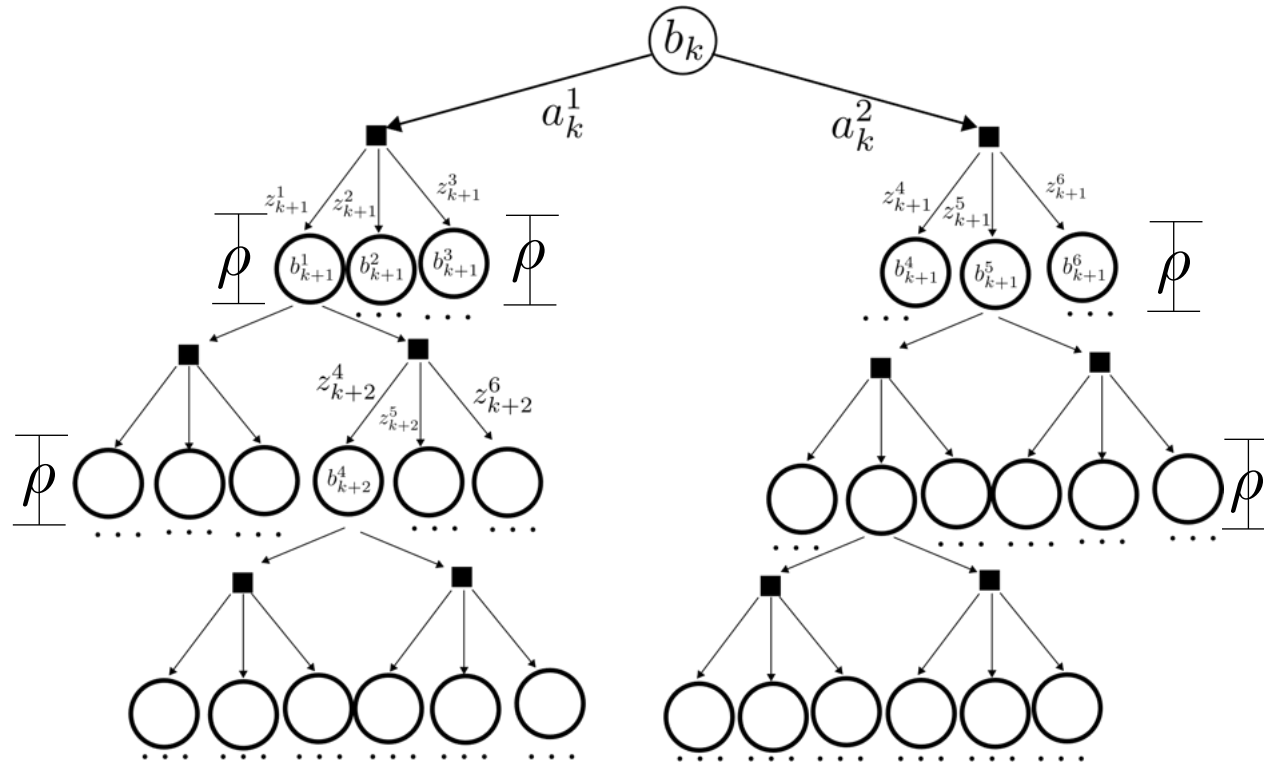 b_k
a_k^1 a_k^2
z_{k+1}^1 z_{k+1}^2 z_{k+1}^3 z_{k+1}^4 z_{k+1}^5 z_{k+1}^6
ρ b_{k+1}^1 b_{k+1}^2 b_{k+1}^3 ρ b_{k+1}^4 b_{k+1}^5 b_{k+1}^6 ρ
. . . . . . . . . . . .
z_{k+2}^4 z_{k+2}^5 z_{k+2}^6
ρ b_{k+2}^4 ρ
. . . . . . . . . . . . . . . . . . . . . . . . . . . . . .
. . . . . . . . . . . . . . . . . . . . . . . . . . . . . . . . . . . .